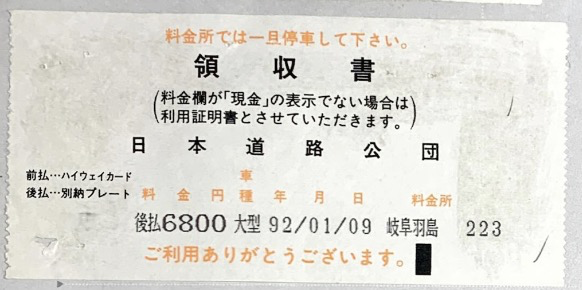 料金所では一旦停車して下さい。
領収書
(料金欄が「現金」の表示でない場合は
利用証明書とさせていただきます。)
日本道路公団
前払…ハイウェイカード
後払…別納プレート
料金円 車種 年 月 日 料金所
後払6800 大型 92/01/09 岐阜羽島 223
ご利用ありがとうございます。